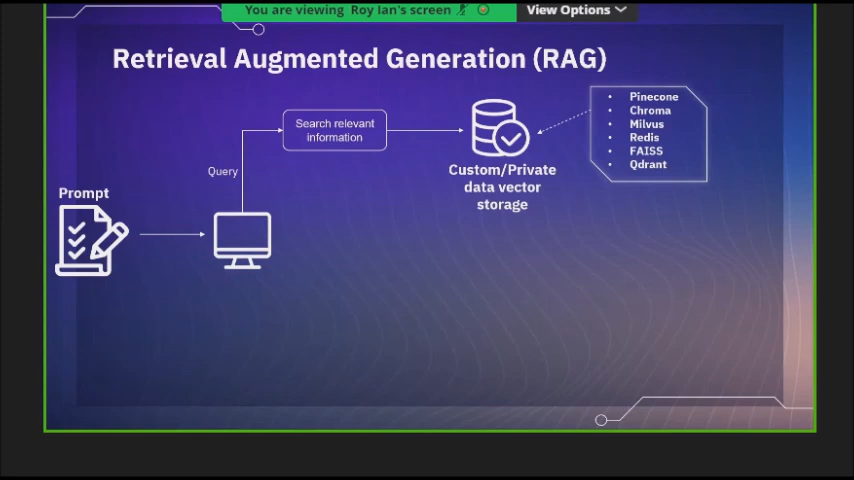 You are viewing Roy Ian's screen
View Options
Retrieval Augmented Generation (RAG)
Search relevant
information
Pinecone
Chroma
Milvus
Redis
FAISS
Qdrant
Query
Custom/Private
data vector
storage
Prompt